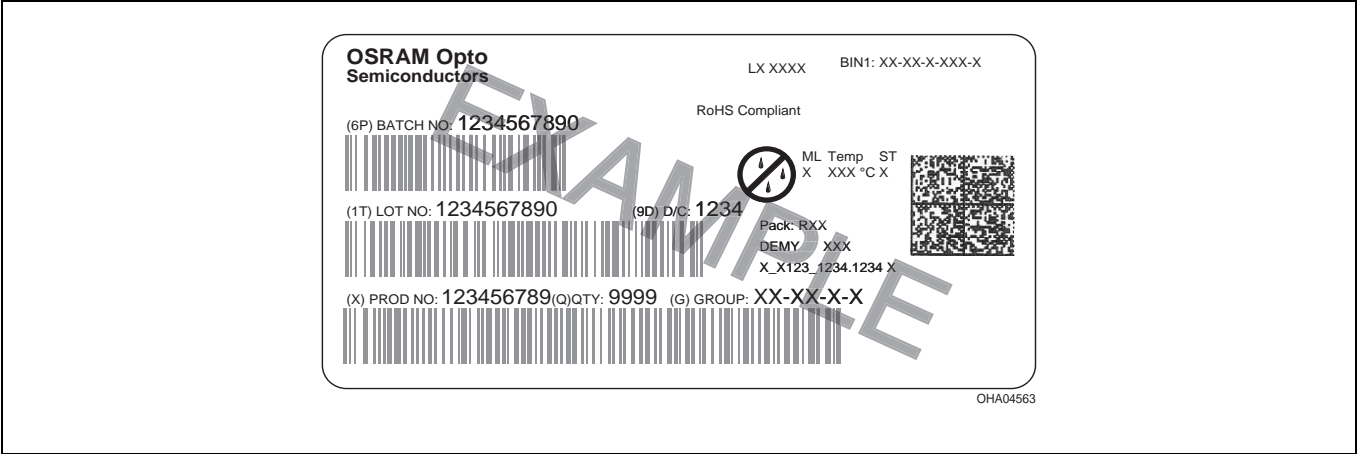 OSRAM Opto
Semiconductors
LX XXXX
BIN1: XX-XX-X-XXX-X
RoHS Compliant
(6P) BATCH NO: 1234567890
ML Temp ST
X XXX °C X
(1T) LOT NO: 1234567890
(9D) D/C: 1234
Pack: RXX
DEMY XXX
X_X123_1234.1234 X
(X) PROD NO: 123456789(Q)QTY: 9999 (G) GROUP: XX-XX-X-X
EXAMPLE
OHA04563